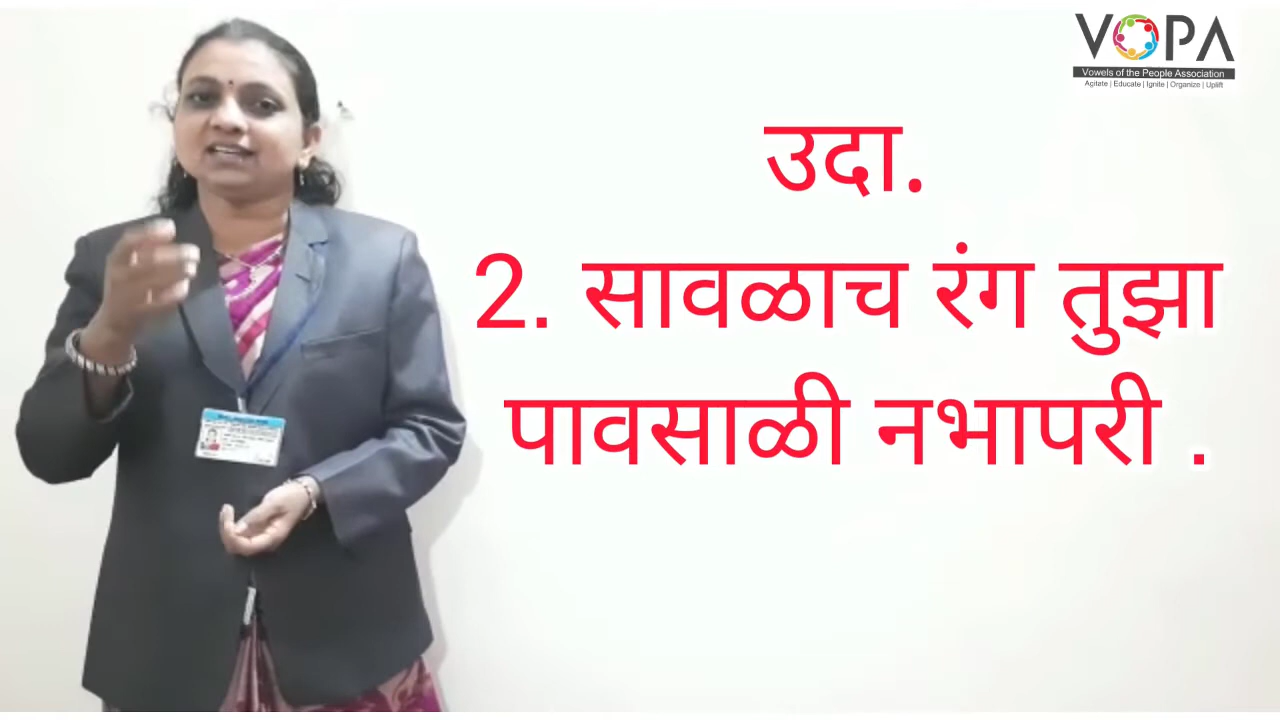 VOPA
Vowels of the People Association
Agitate | Educate | Ignite | Organize | Uplift
उदा.
2. सावळाच रंग तुझा
पावसाळी नभापरी .